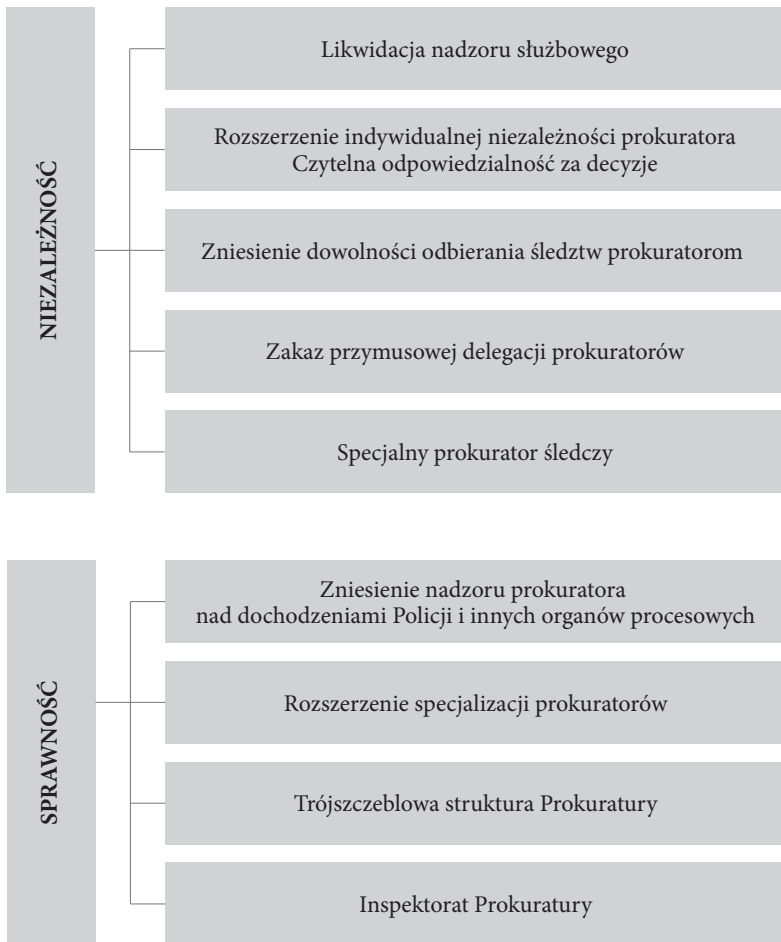 NIEZALEŻNOŚĆ
Likwidacja nadzoru służbowego
Rozszerzenie indywidualnej niezależności prokuratora
Czytelna odpowiedzialność za decyzje
Zniesienie dowolności odbierania śledztw prokuratorom
Zakaz przymusowej delegacji prokuratorów
Specjalny prokurator śledczy
SPRAWNOŚĆ
Zniesienie nadzoru prokuratora
nad dochodzeniami Policji i innych organów procesowych
Rozszerzenie specjalizacji prokuratorów
Trójszczeblowa struktura Prokuratury
Inspektorat Prokuratury